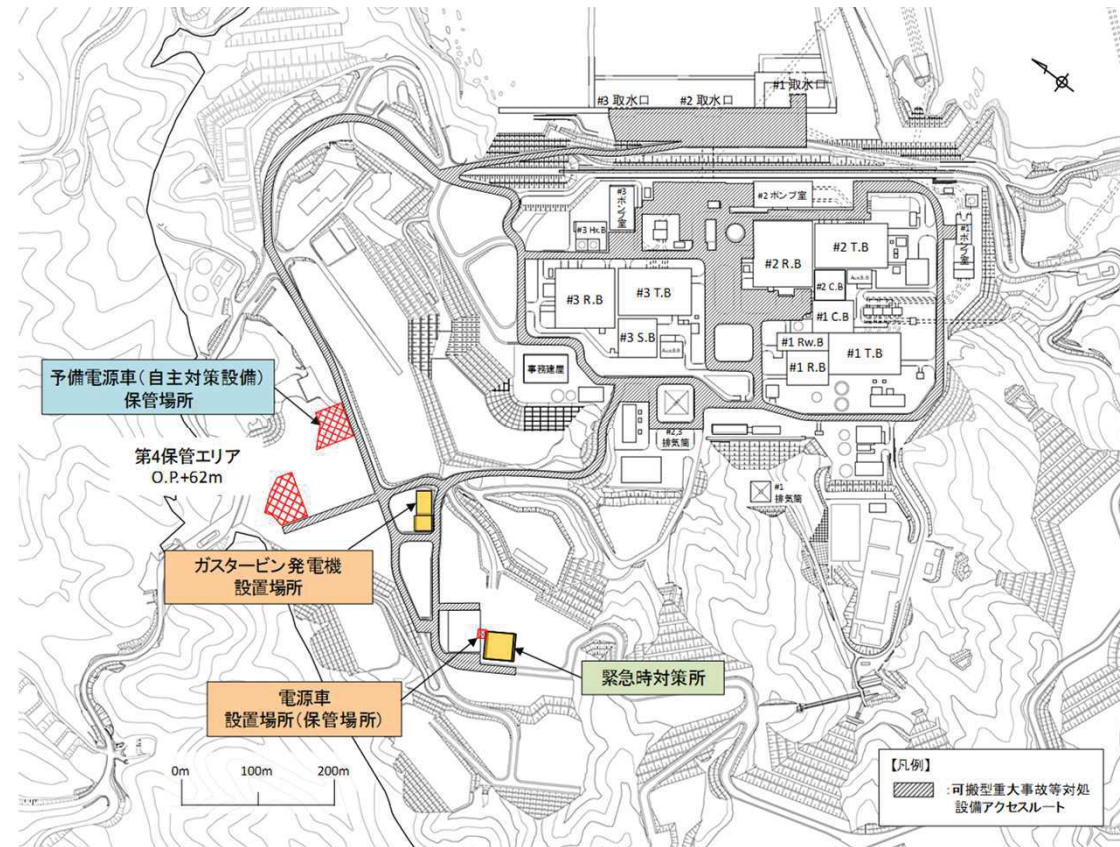 #1 取水口
#3 取水口
#2 取水口
#3
ポンプ室
#2 ポンプ室
#1
ポンプ室
#3 Hx.B
#2 R.B
#2 T.B
#2 C.B
Aux.B.B
#3 R.B
#3 T.B
#1 C.B
#3 S.B
Aux.B.B
#1 Rw.B
#1 R.B
#1 T.B
事務建屋
予備電源車(自主対策設備)
保管場所
#2,3
排気筒
第4保管エリア
O.P.+62m
#1
排気筒
ガスタービン発電機
設置場所
緊急時対策所
電源車
設置場所(保管場所)
0m
100m
200m
【凡例】
:可搬型重大事故等対処
設備アクセスルート